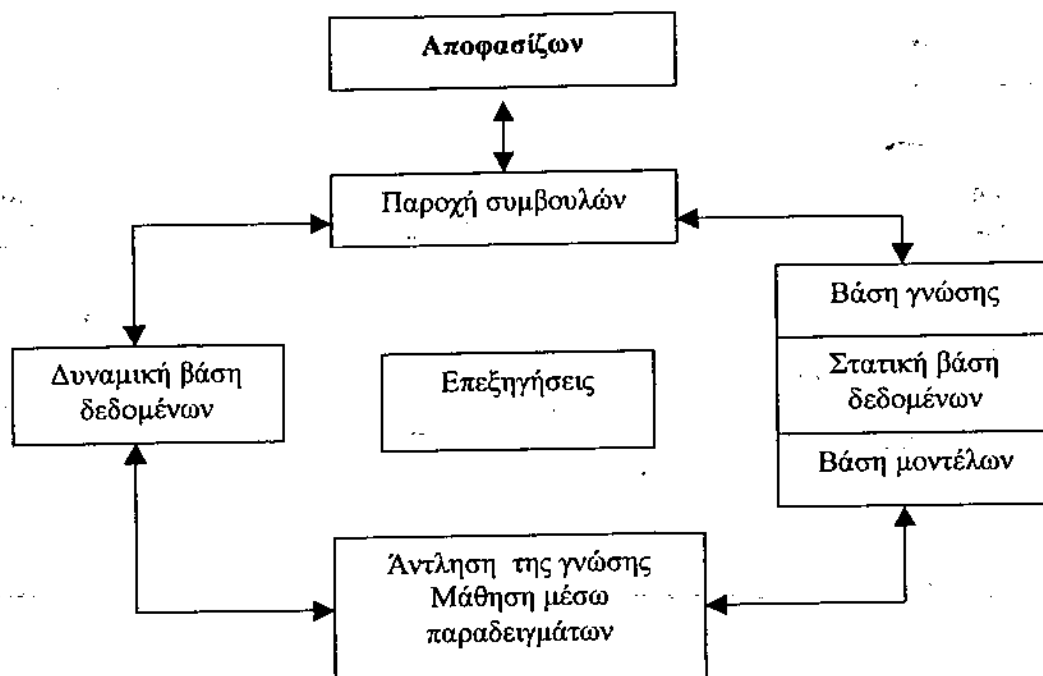 Αποφασίζων
Παροχή συμβουλών
Βάση γνώσης
Δυναμική βάση
δεδομένων
Επεξηγήσεις
Στατική βάση
δεδομένων
Βάση μοντέλων
Άντληση της γνώσης
Μάθηση μέσω
παραδειγμάτων